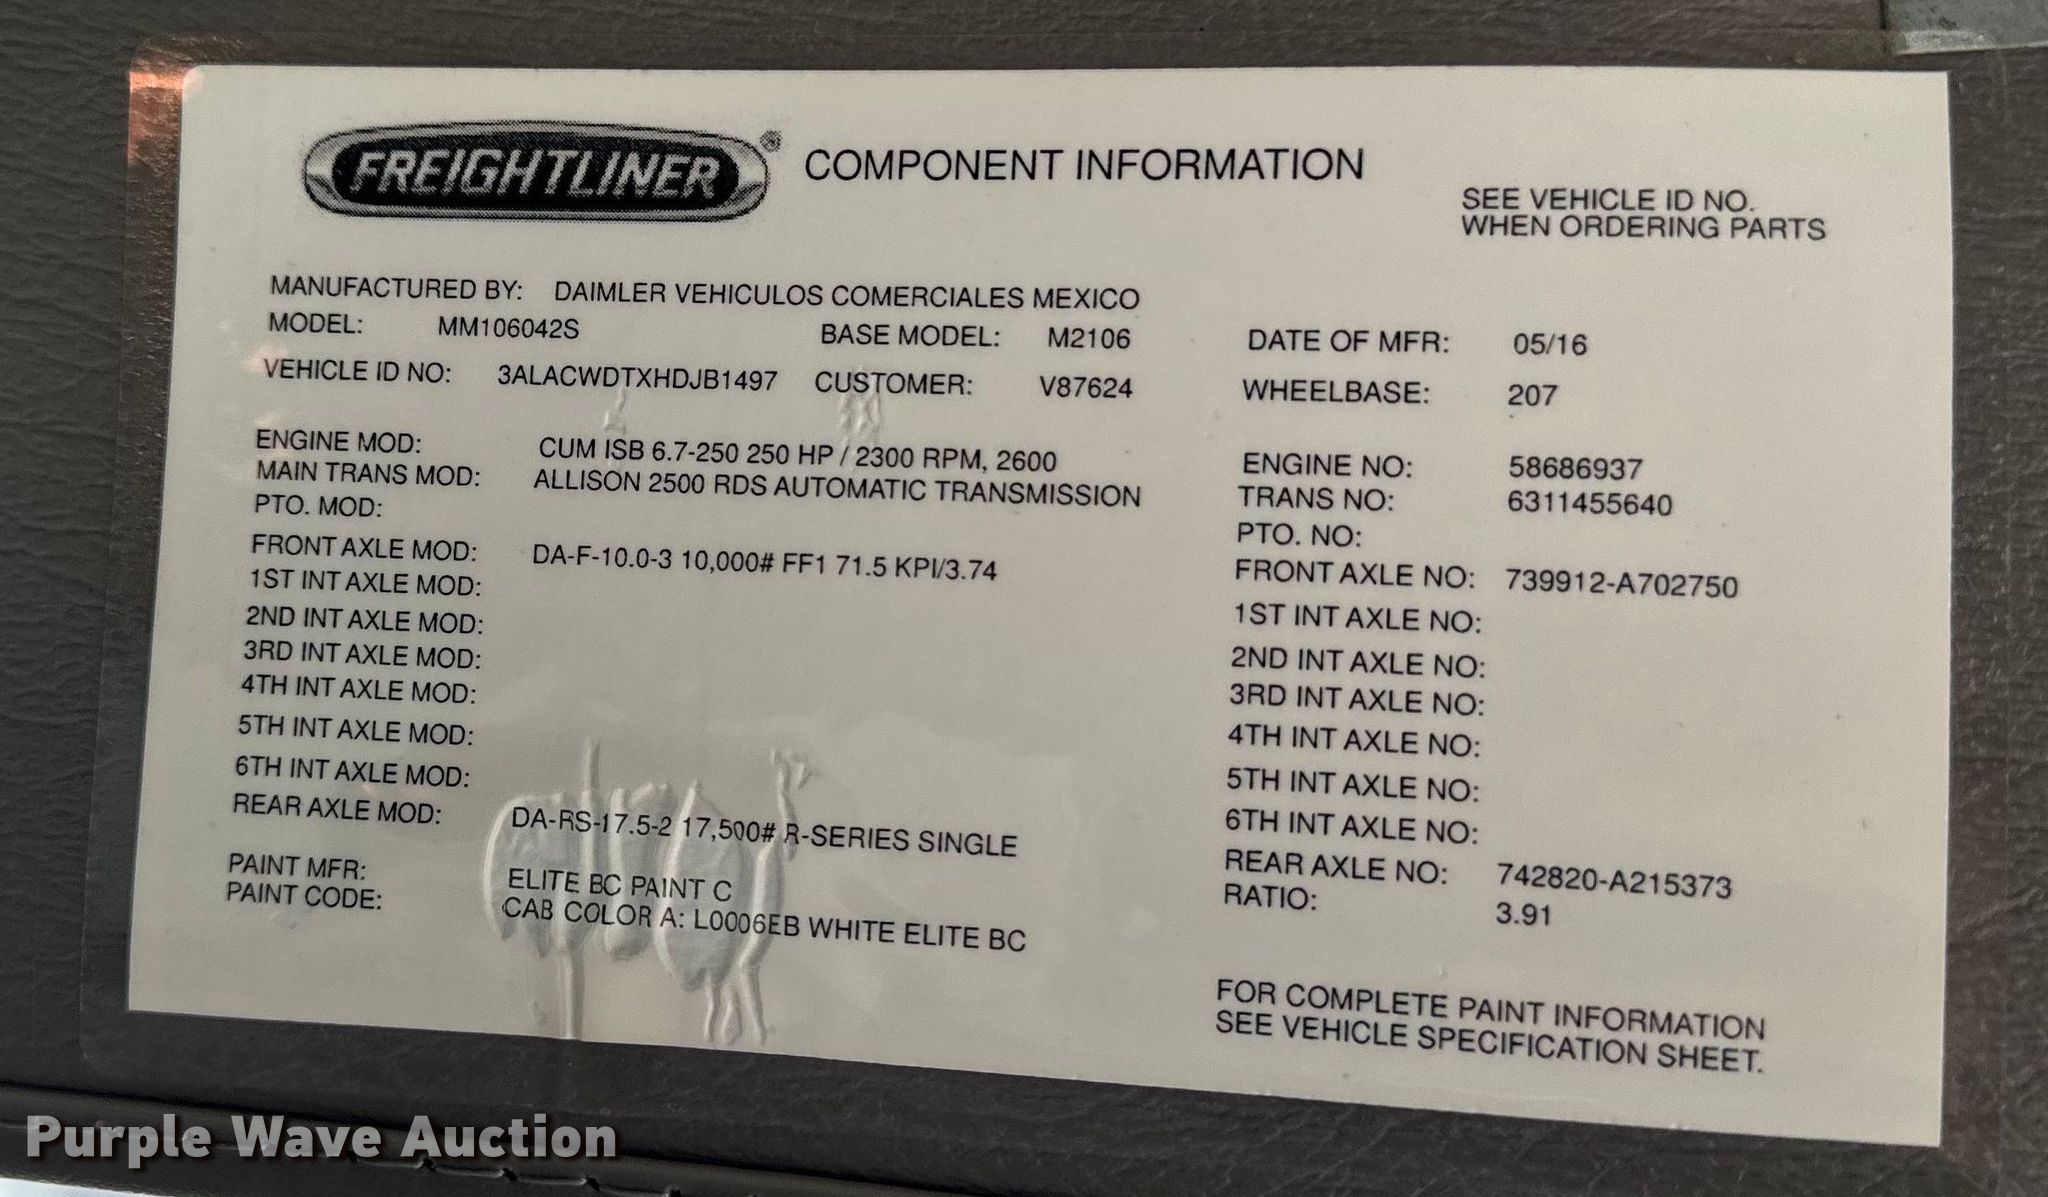 FREIGHTLINER® COMPONENT INFORMATION
SEE VEHICLE ID NO.
WHEN ORDERING PARTS
MANUFACTURED BY: DAIMLER VEHICULOS COMERCIALES MEXICO
MODEL: MM106042S BASE MODEL: M2106 DATE OF MFR: 05/16
VEHICLE ID NO: 3ALACWDTXHDJB1497 CUSTOMER: V87624 WHEELBASE: 207
ENGINE MOD: CUM ISB 6.7-250 250 HP / 2300 RPM, 2600 ENGINE NO: 58686937
MAIN TRANS MOD: ALLISON 2500 RDS AUTOMATIC TRANSMISSION TRANS NO: 6311455640
PTO. MOD: PTO. NO:
FRONT AXLE MOD: DA-F-10.0-3 10,000# FF1 71.5 KPI/3.74 FRONT AXLE NO: 739912-A702750
1ST INT AXLE MOD: 1ST INT AXLE NO:
2ND INT AXLE MOD: 2ND INT AXLE NO:
3RD INT AXLE MOD: 3RD INT AXLE NO:
4TH INT AXLE MOD: 4TH INT AXLE NO:
5TH INT AXLE MOD: 5TH INT AXLE NO:
6TH INT AXLE MOD: 6TH INT AXLE NO:
REAR AXLE MOD: DA-RS-17.5-2 17,500# R-SERIES SINGLE REAR AXLE NO: 742820-A215373
RATIO: 3.91
PAINT MFR: ELITE BC PAINT C
PAINT CODE: CAB COLOR A: L0006EB WHITE ELITE BC
FOR COMPLETE PAINT INFORMATION
SEE VEHICLE SPECIFICATION SHEET.
Purple Wave Auction